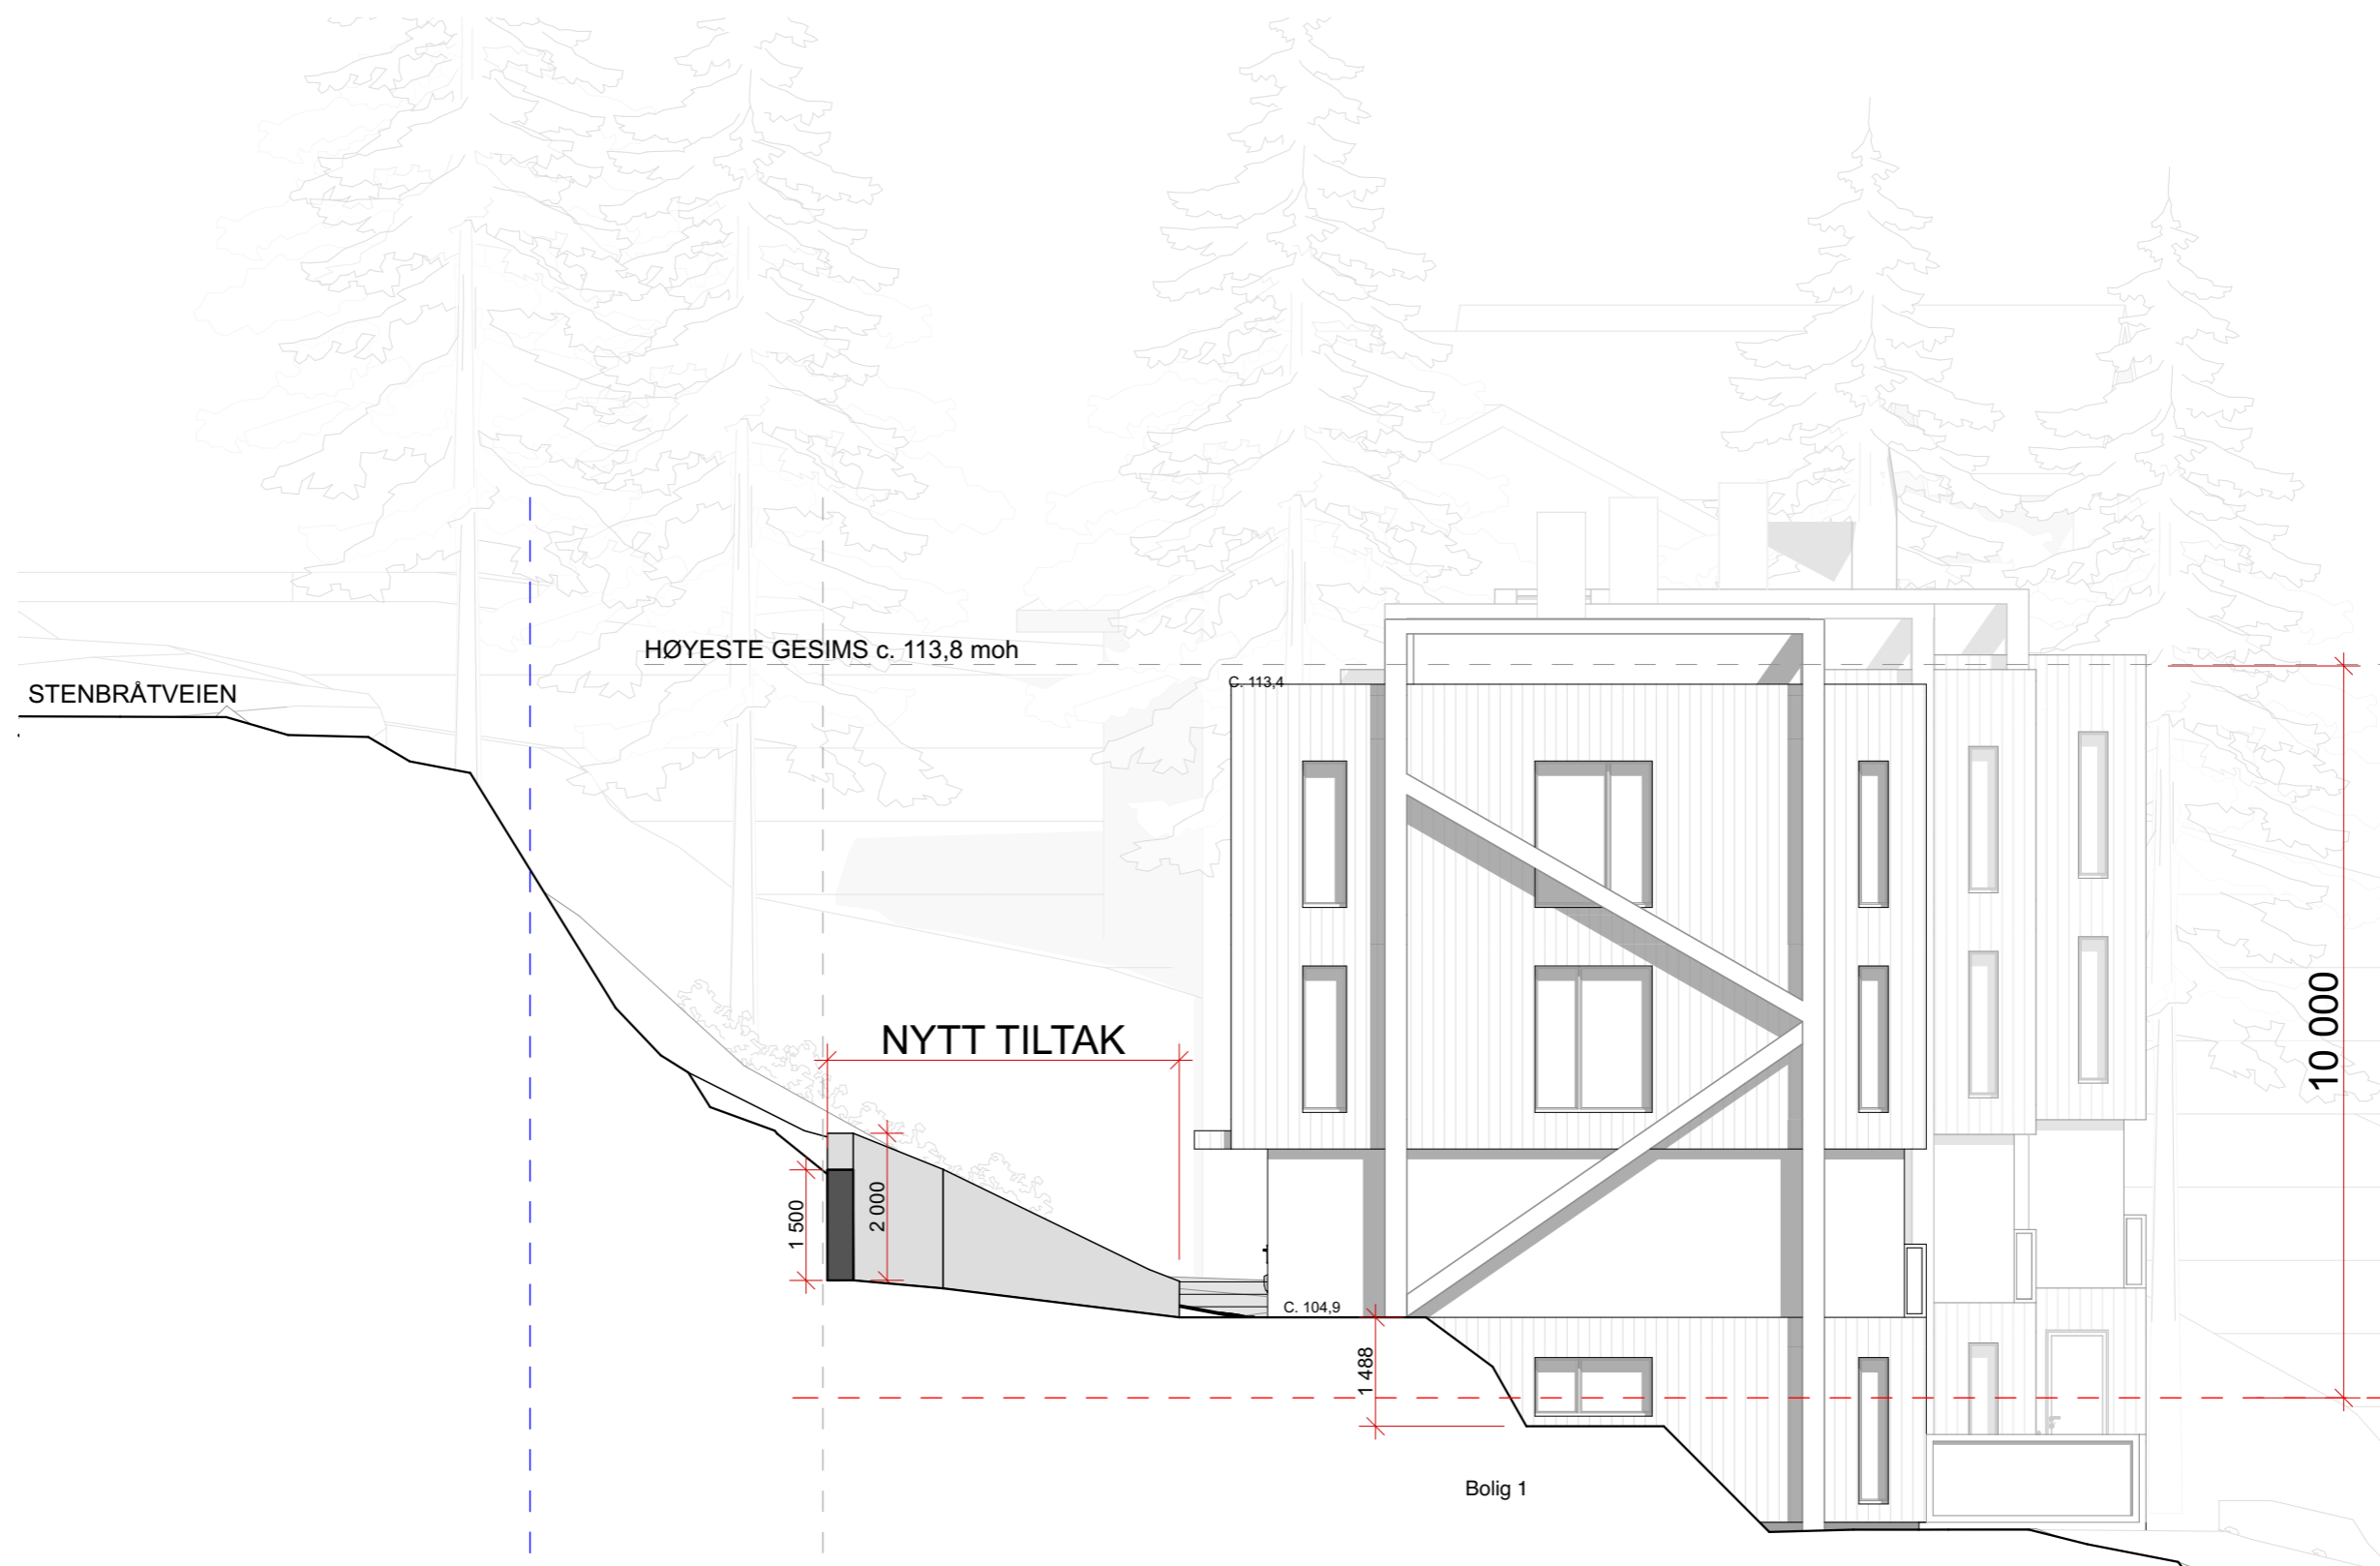 HØYESTE GESIMS c. 113,8 moh
C. 113,4
STENBRÅTVEIEN
NYTT TILTAK
10 000
1 500
2 000
C. 104,9
1 488
Bolig 1